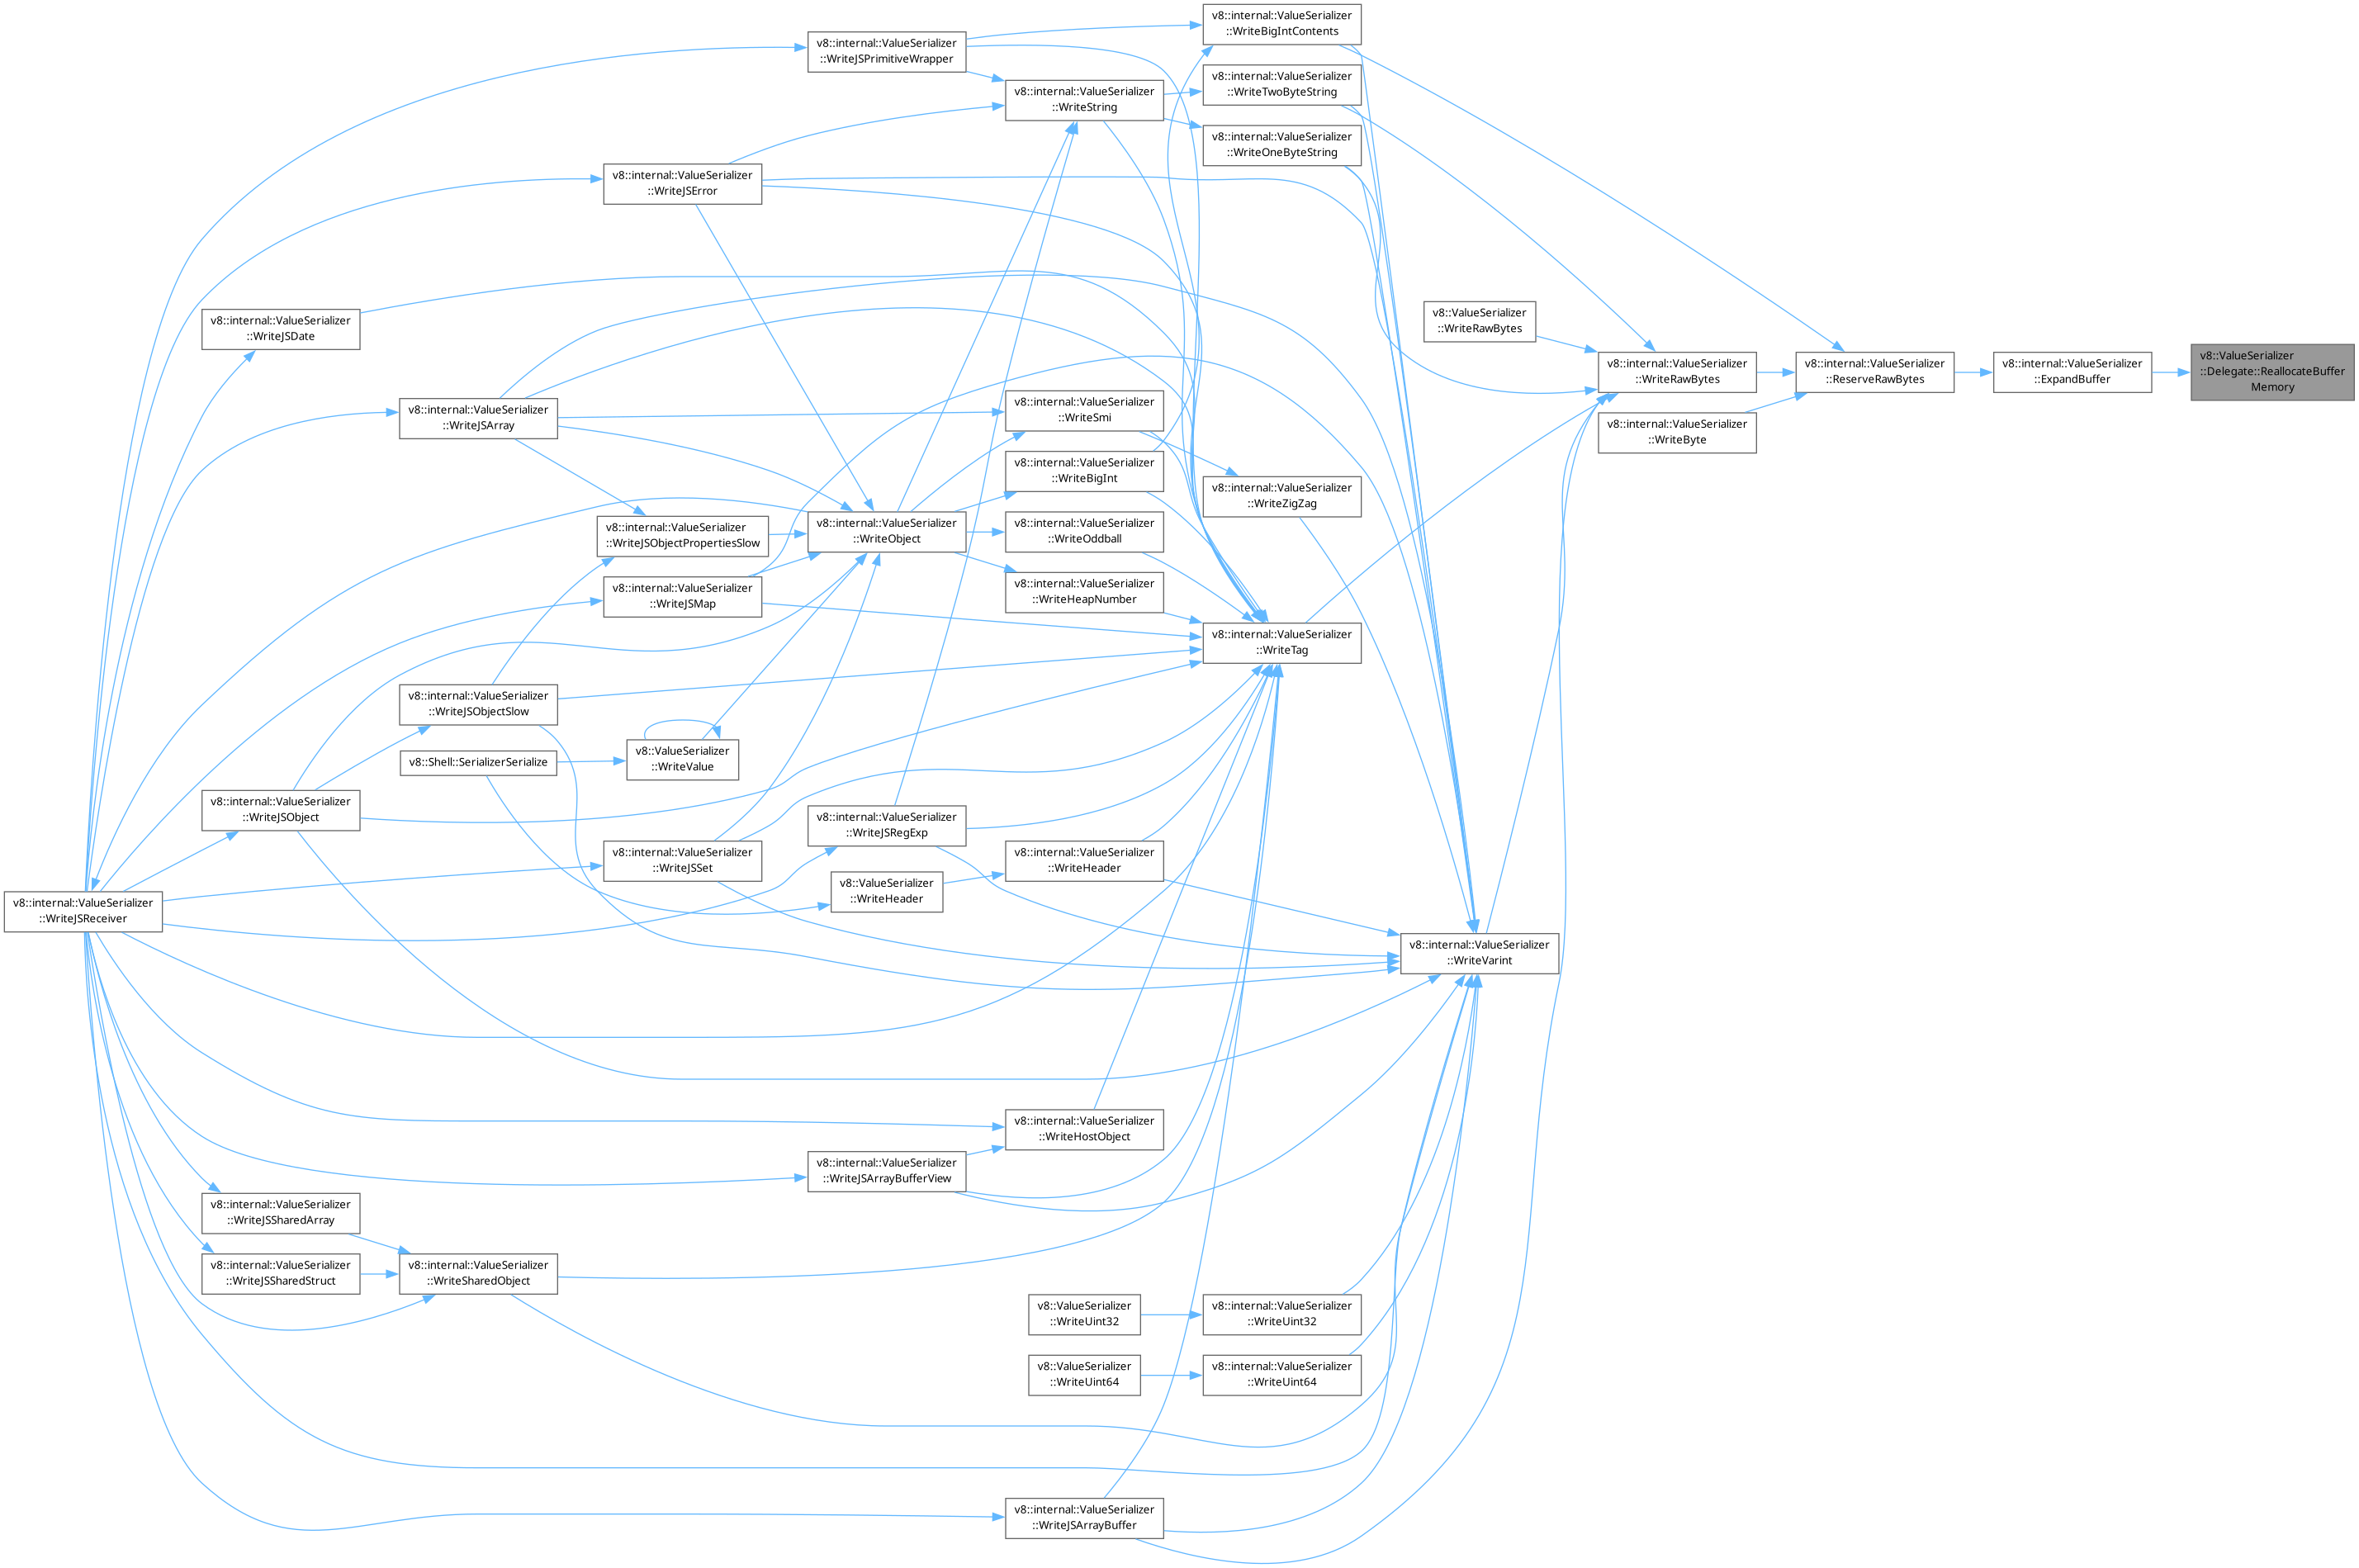 v8::internal::ValueSerializer
::WriteBigIntContents
v8::internal::ValueSerializer
::WriteJSPrimitiveWrapper
v8::internal::ValueSerializer
::WriteTwoByteString
v8::internal::ValueSerializer
::WriteString
v8::internal::ValueSerializer
::WriteOneByteString
v8::internal::ValueSerializer
::WriteJSError
v8::internal::ValueSerializer
::WriteJSDate
v8::ValueSerializer
::WriteRawBytes
v8::internal::ValueSerializer
::WriteRawBytes
v8::internal::ValueSerializer
::ReserveRawBytes
v8::internal::ValueSerializer
::ExpandBuffer
v8::ValueSerializer
::Delegate::ReallocateBuffer
Memory
v8::internal::ValueSerializer
::WriteJSArray
v8::internal::ValueSerializer
::WriteSmi
v8::internal::ValueSerializer
::WriteByte
v8::internal::ValueSerializer
::WriteBigInt
v8::internal::ValueSerializer
::WriteZigZag
v8::internal::ValueSerializer
::WriteJSObjectPropertiesSlow
v8::internal::ValueSerializer
::WriteObject
v8::internal::ValueSerializer
::WriteOddball
v8::internal::ValueSerializer
::WriteJSMap
v8::internal::ValueSerializer
::WriteHeapNumber
v8::internal::ValueSerializer
::WriteTag
v8::internal::ValueSerializer
::WriteJSObjectSlow
v8::Shell::SerializerSerialize
v8::ValueSerializer
::WriteValue
v8::internal::ValueSerializer
::WriteJSObject
v8::internal::ValueSerializer
::WriteJSRegExp
v8::internal::ValueSerializer
::WriteJSSet
v8::internal::ValueSerializer
::WriteHeader
v8::ValueSerializer
::WriteHeader
v8::internal::ValueSerializer
::WriteJSReceiver
v8::internal::ValueSerializer
::WriteVarint
v8::internal::ValueSerializer
::WriteHostObject
v8::internal::ValueSerializer
::WriteJSArrayBufferView
v8::internal::ValueSerializer
::WriteJSSharedArray
v8::internal::ValueSerializer
::WriteJSSharedStruct
v8::internal::ValueSerializer
::WriteSharedObject
v8::ValueSerializer
::WriteUint32
v8::internal::ValueSerializer
::WriteUint32
v8::ValueSerializer
::WriteUint64
v8::internal::ValueSerializer
::WriteUint64
v8::internal::ValueSerializer
::WriteJSArrayBuffer